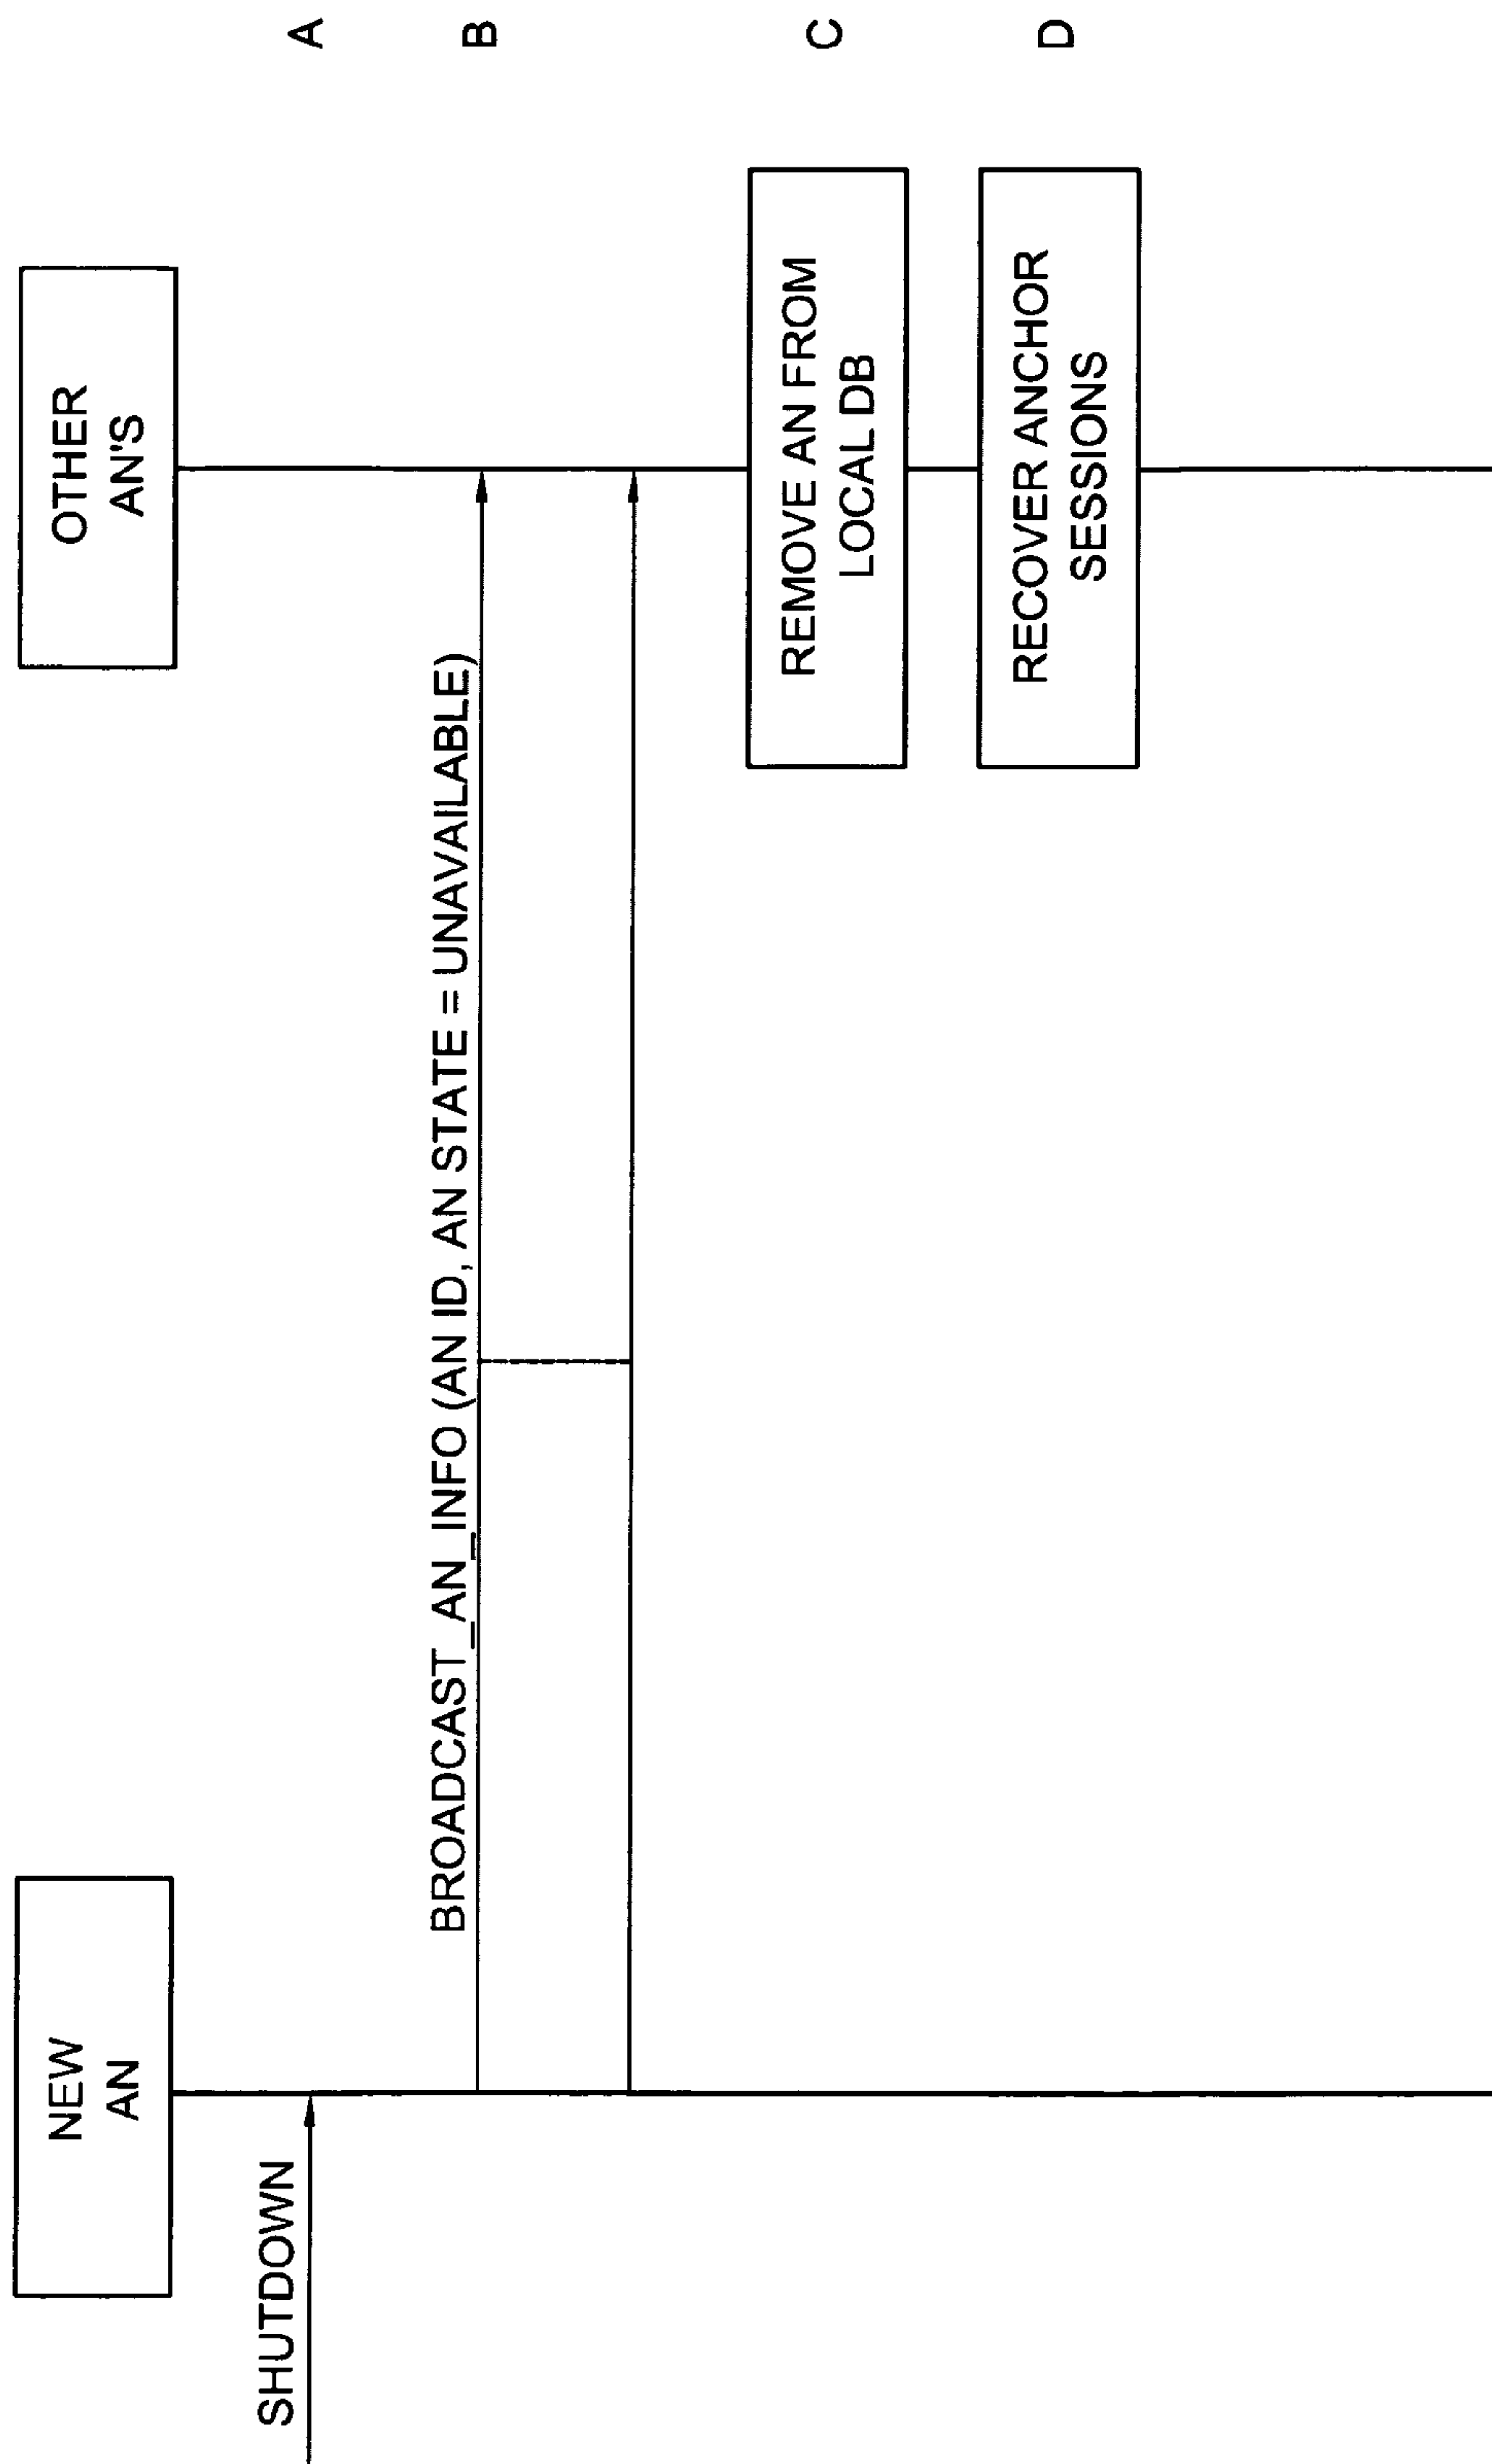 NEW
AN
OTHER
AN'S
SHUTDOWN
A
BROADCAST_AN_INFO (AN ID, AN STATE = UNAVAILABLE)
B
REMOVE AN FROM
LOCAL DB
C
RECOVER ANCHOR
SESSIONS
D